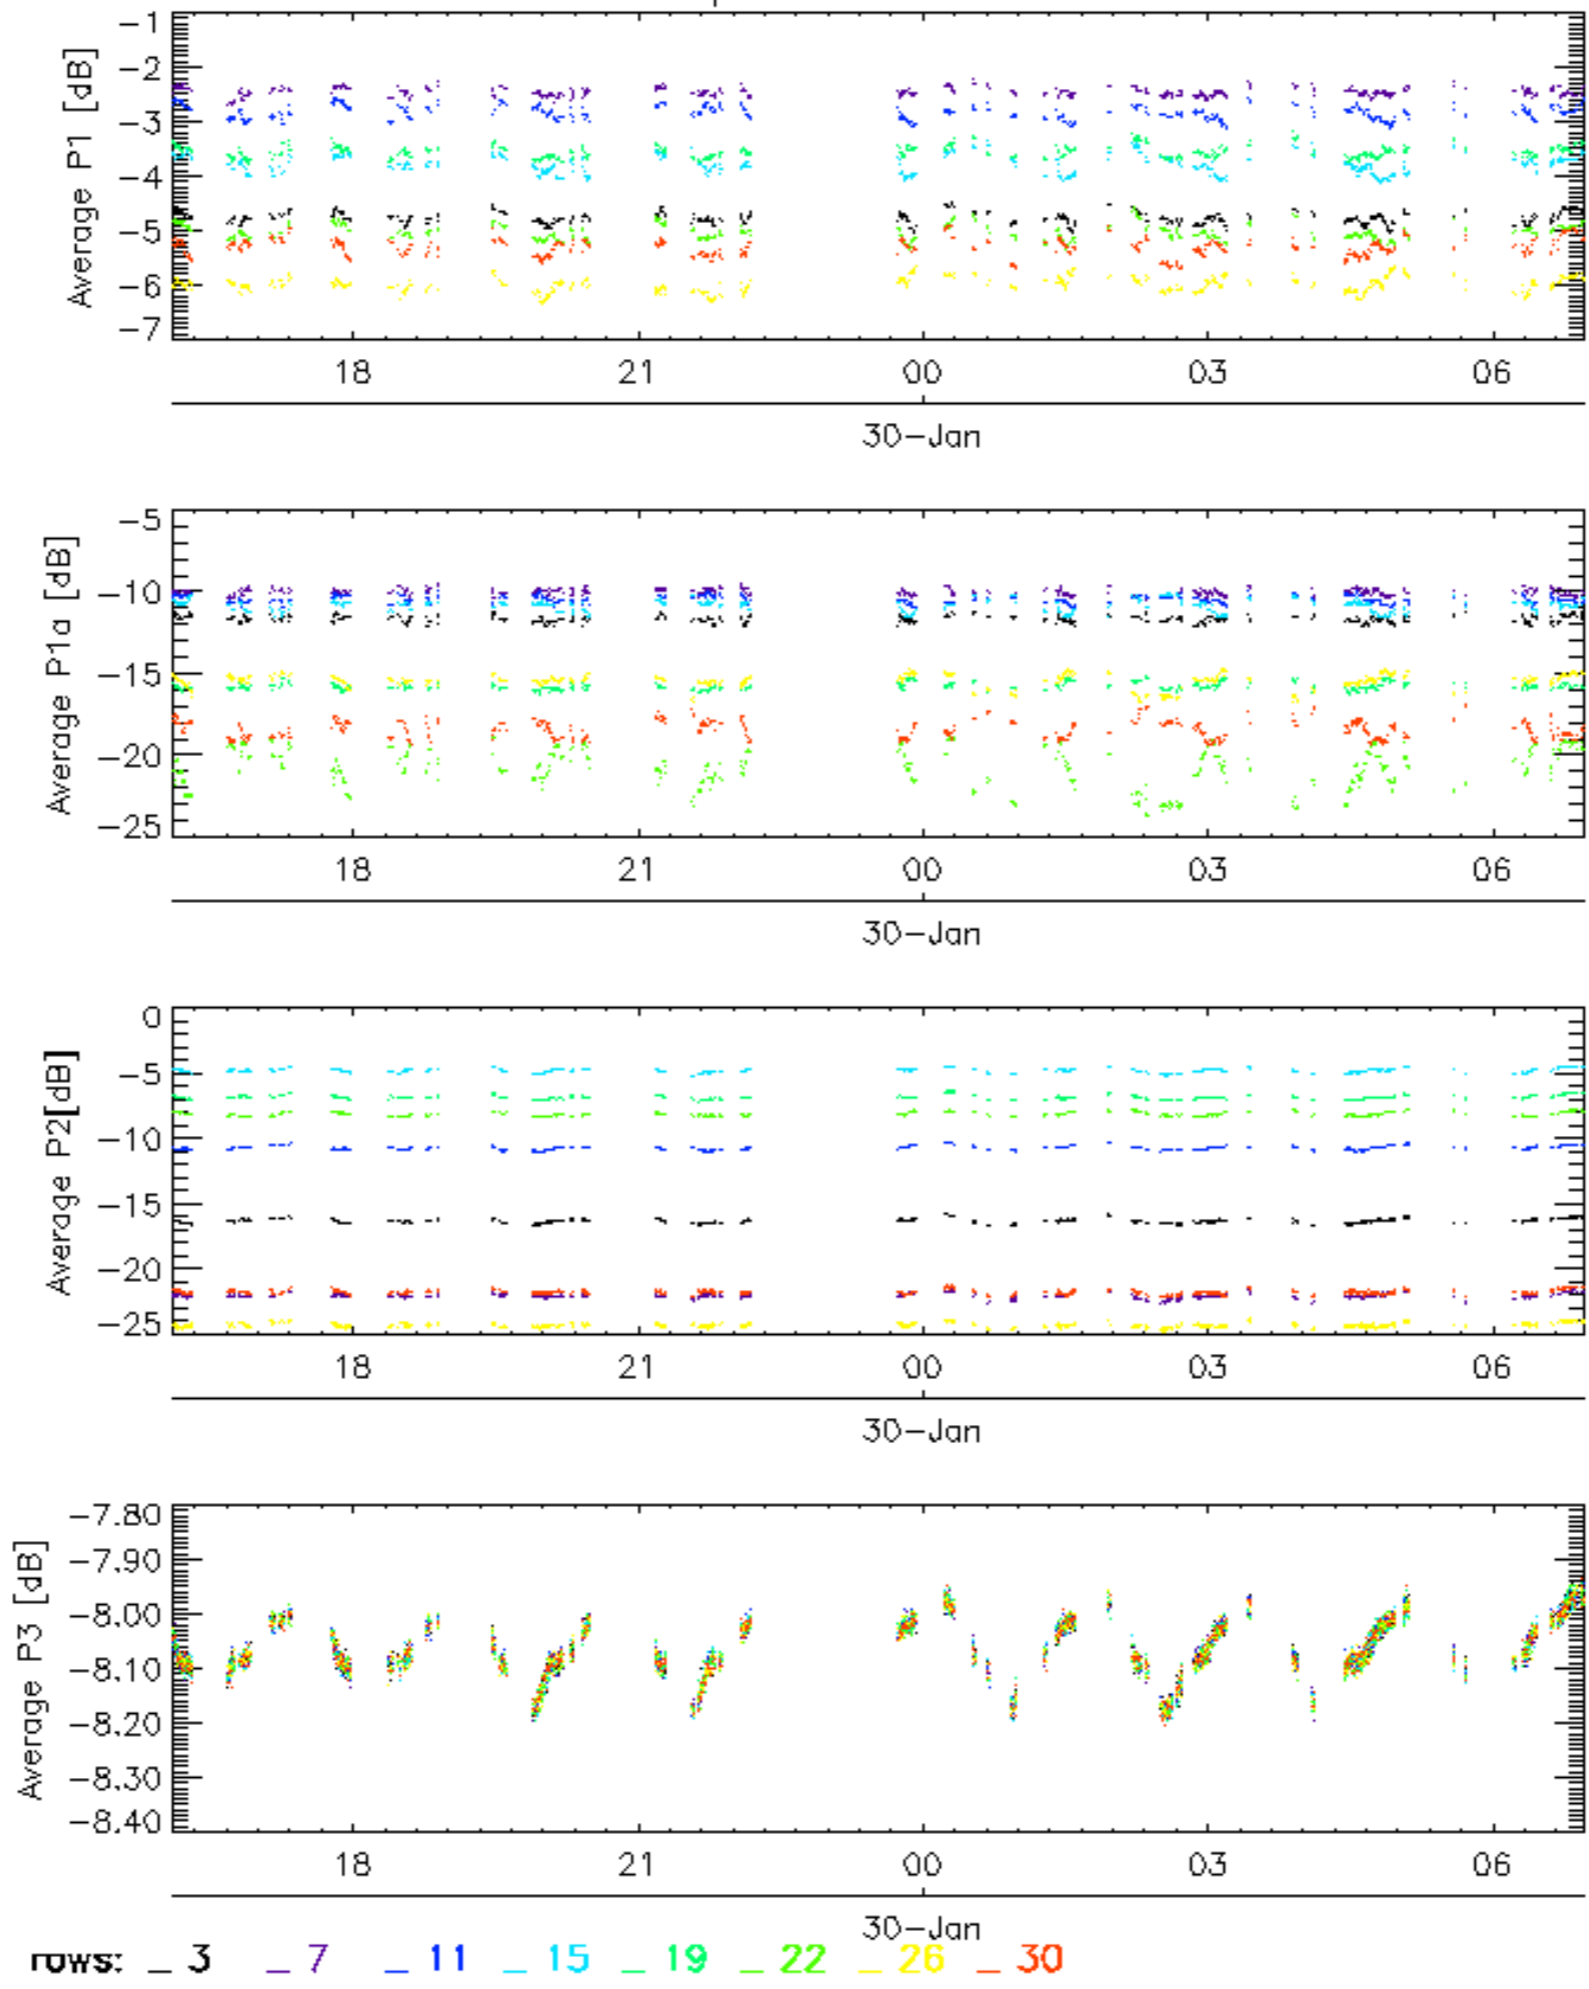 -1
-2
-3
-4
-5
-6
-7
Average P1 [dB]
18 21 00 03 06
30-Jan
-5
-10
-15
-20
-25
Average P1a [dB]
18 21 00 03 06
30-Jan
0
-5
-10
-15
-20
-25
Average P2[dB]
18 21 00 03 06
30-Jan
-7.80
-7.90
-8.00
-8.10
-8.20
-8.30
-8.40
Average P3 [dB]
18 21 00 03 06
30-Jan
rows: _ 3 _ 7 _ 11 _ 15 _ 19 _ 22 _ 26 _ 30